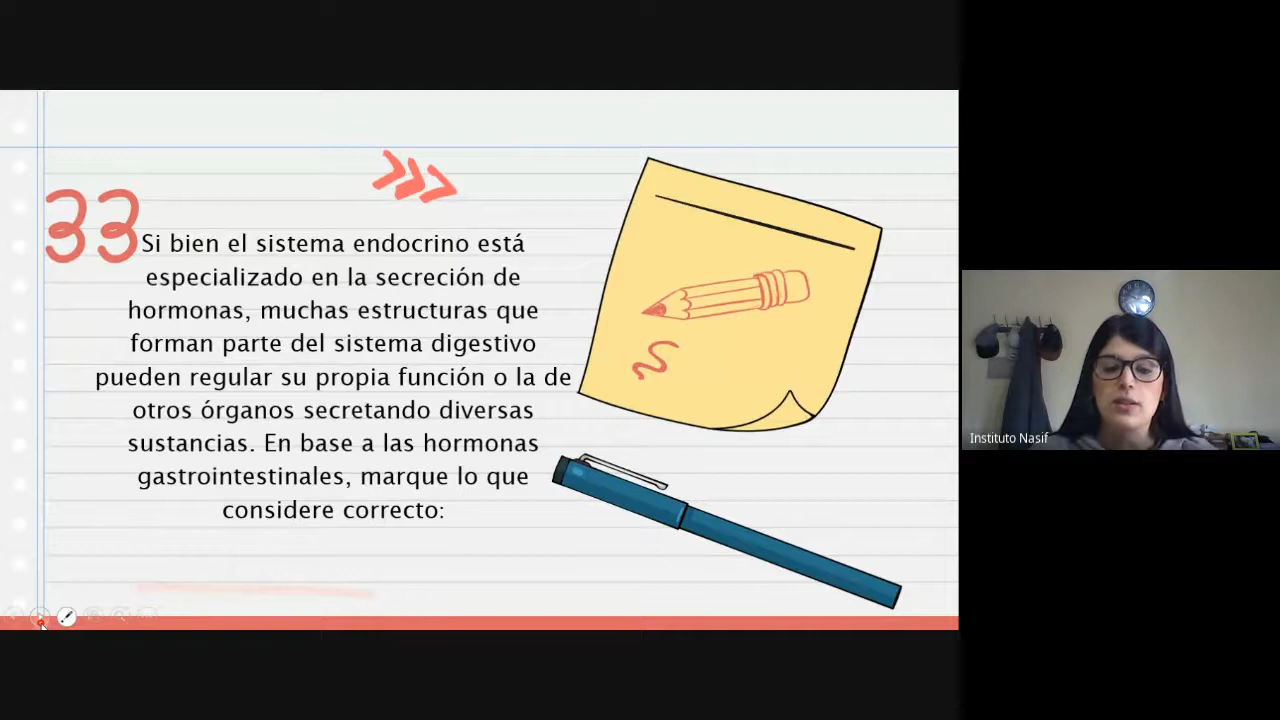 33
Si bien el sistema endocrino está
especializado en la secreción de
hormonas, muchas estructuras que
forman parte del sistema digestivo
pueden regular su propia función o la de
otros órganos secretando diversas
sustancias. En base a las hormonas
gastrointestinales, marque lo que
considere correcto:
Instituto Nasif